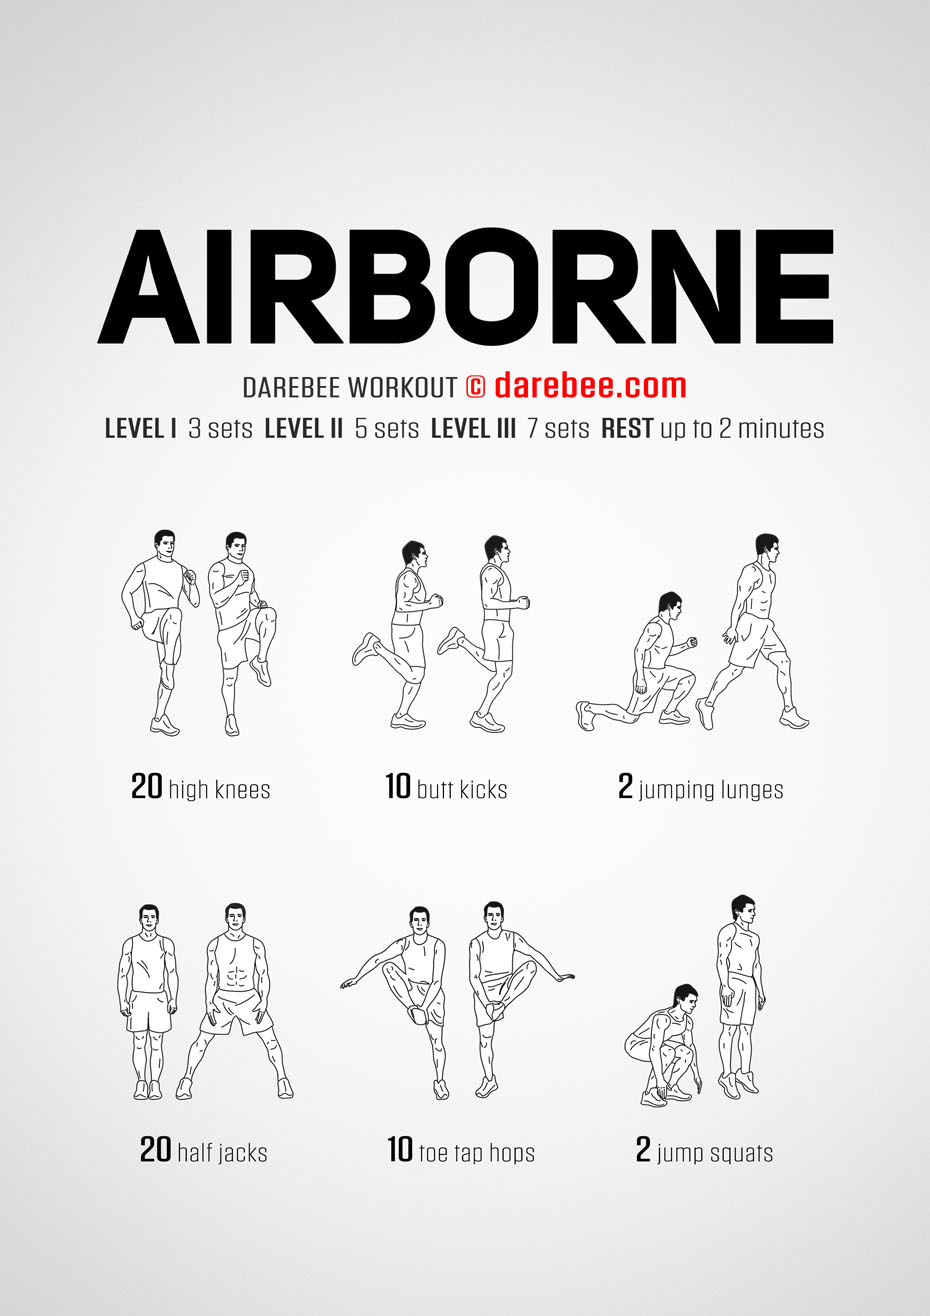 AIRBORNE
DAREBEE WORKOUT © darebee.com
LEVEL I 3 sets LEVEL II 5 sets LEVEL III 7 sets REST up to 2 minutes
20 high knees
10 butt kicks
2 jumping lunges
20 half jacks
10 toe tap hops
2 jump squats